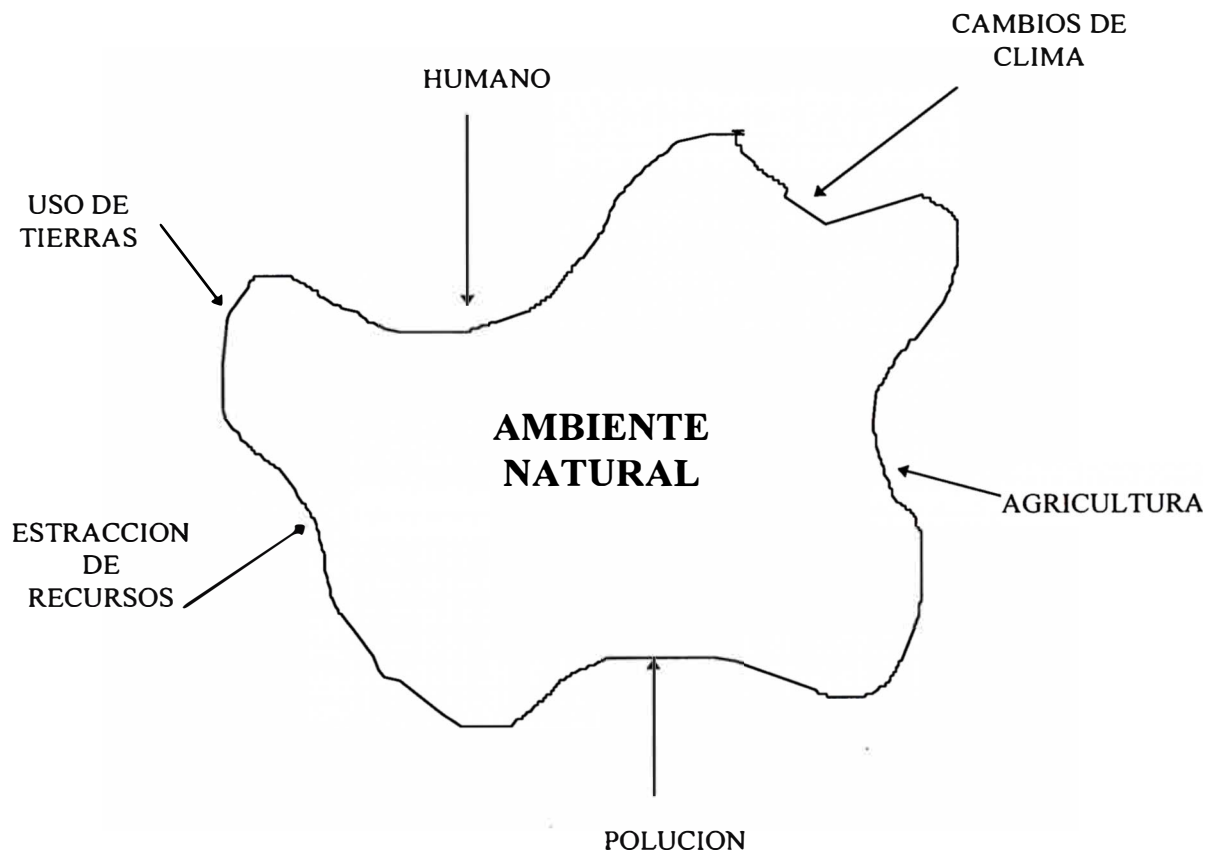 CAMBIOS DE
CLIMA
HUMANO
USO DE
TIERRAS
AMBIENTE
NATURAL
AGRICULTURA
ESTRACCION
DE
RECURSOS
POLUCION